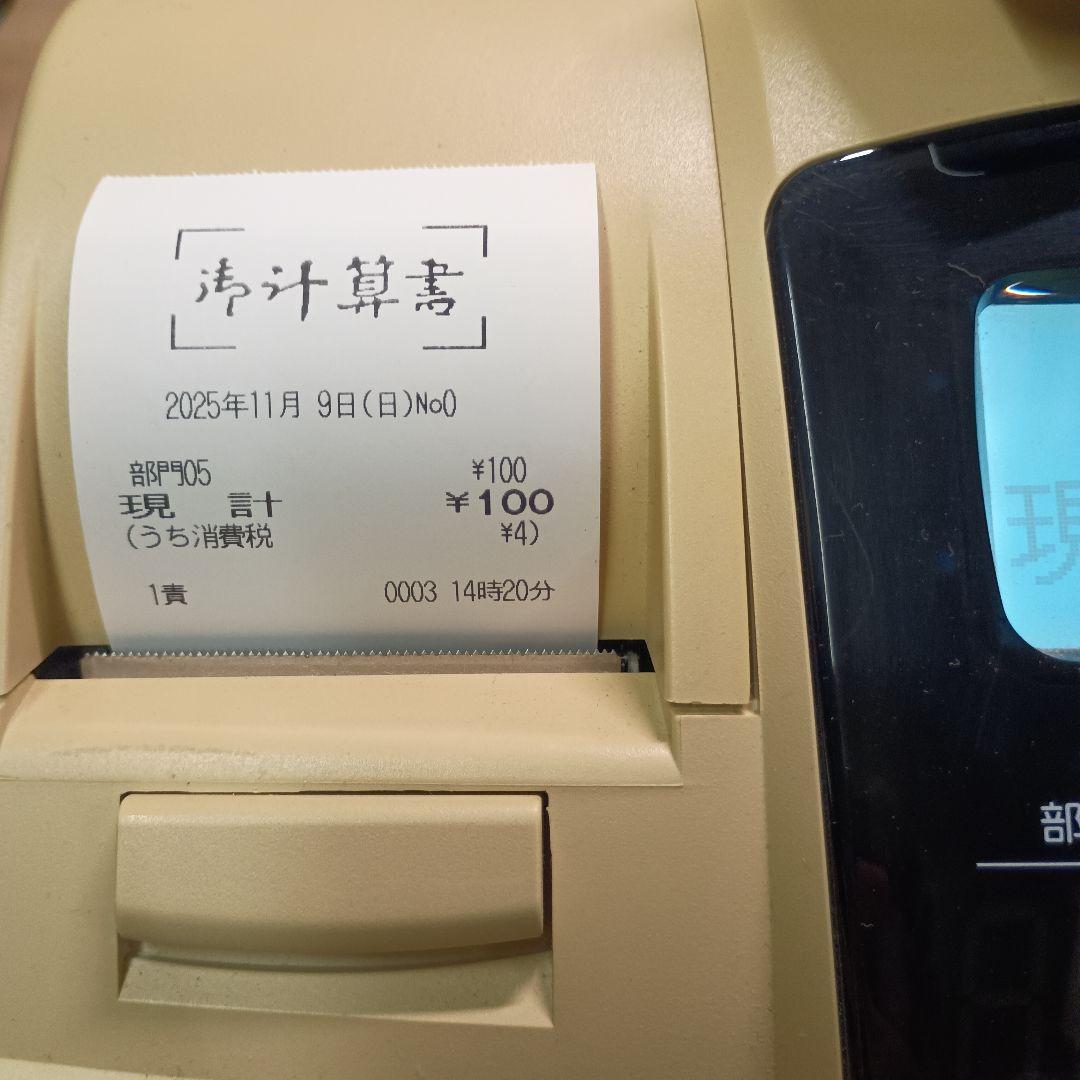 御計算書
2025年11月 9日(日)No0
部門05 ¥100
現 計 ¥100
(うち消費税 ¥4)
1責 0003 14時20分
現
部